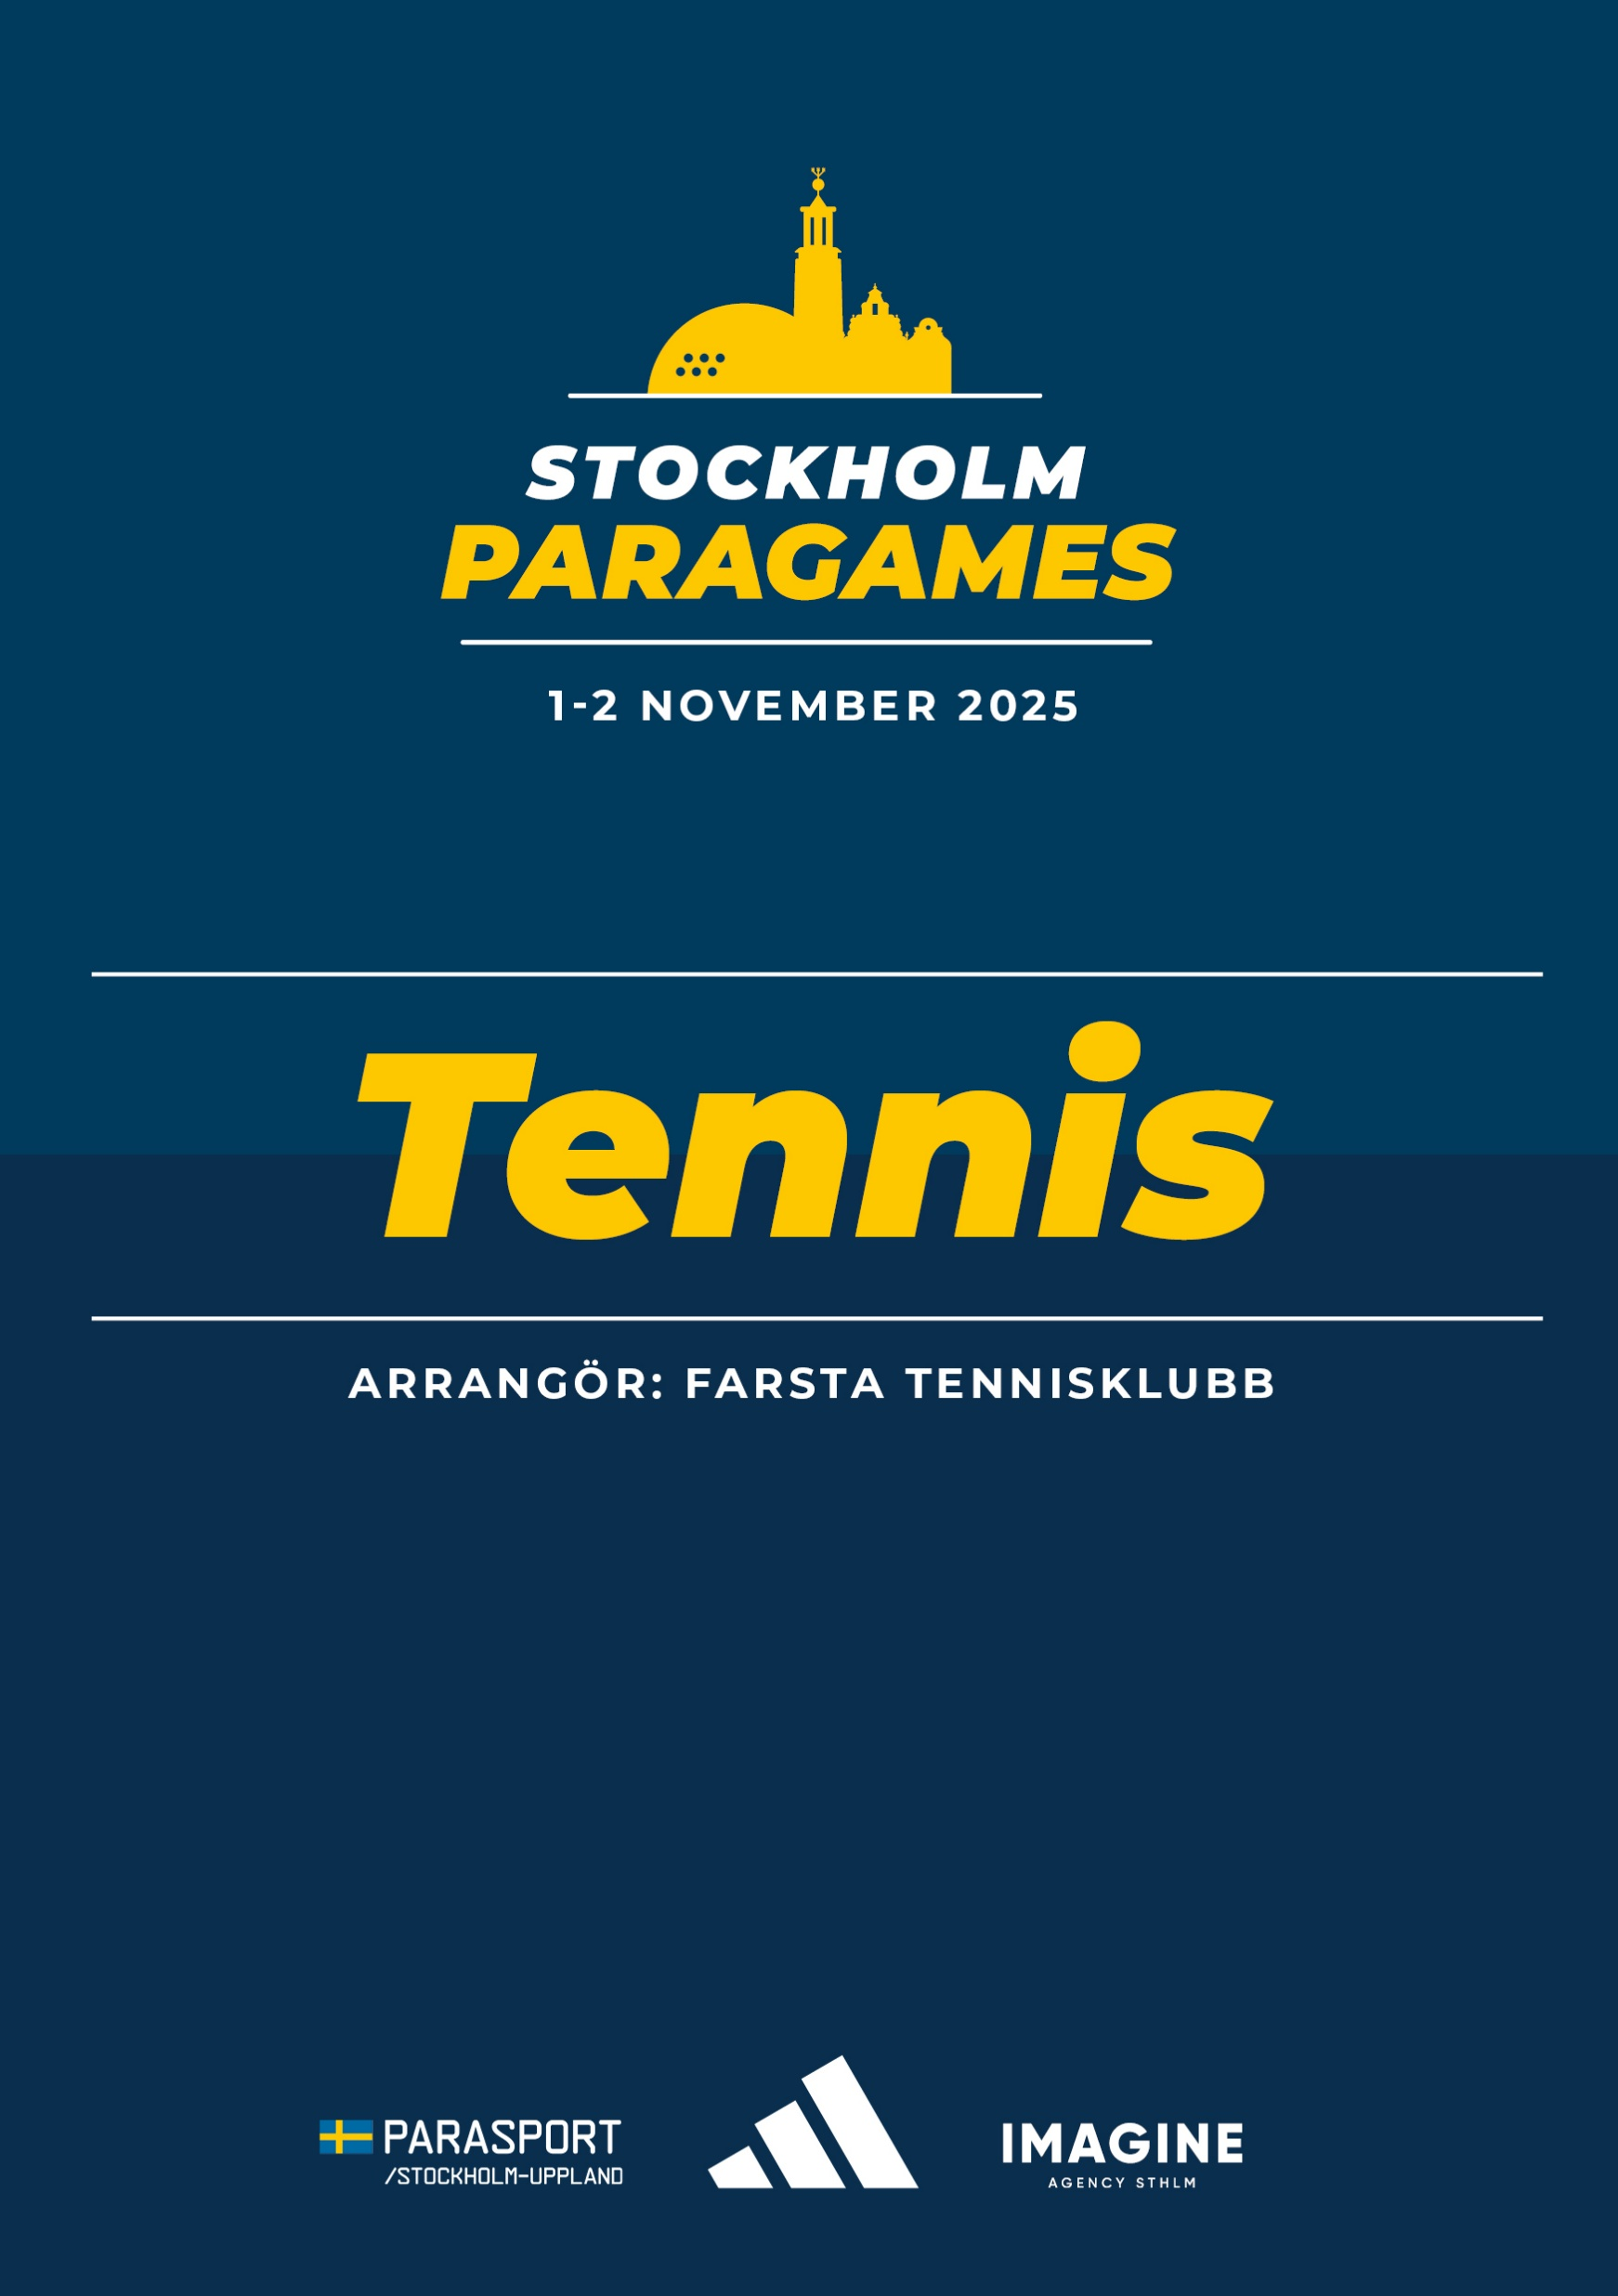 STOCKHOLM
PARAGAMES
1-2 NOVEMBER 2025
Tennis
ARRANGÖR: FARSTA TENNISKLUBB
PARASPORT
/STOCKHOLM-UPPLAND
IMAGINE
AGENCY STHLM